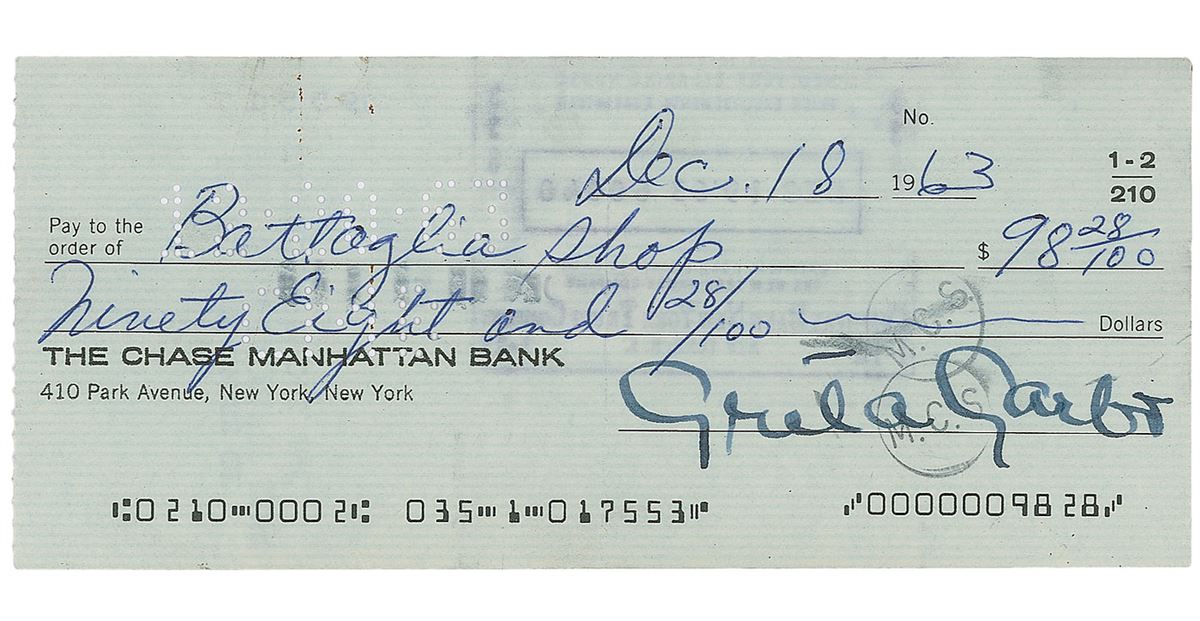 No.
Dec. 18 1963
1-2
210
Pay to the
order of Battaglia Shop $ 98 28/100
Ninety Eight and 28/100 Dollars
THE CHASE MANHATTAN BANK
410 Park Avenue, New York, New York
Greta Garbo
M.C.S.
M.C.S.
⑆0210⑉0002⑆ 035⑉1⑉017553⑈ ⑇0000009828⑇